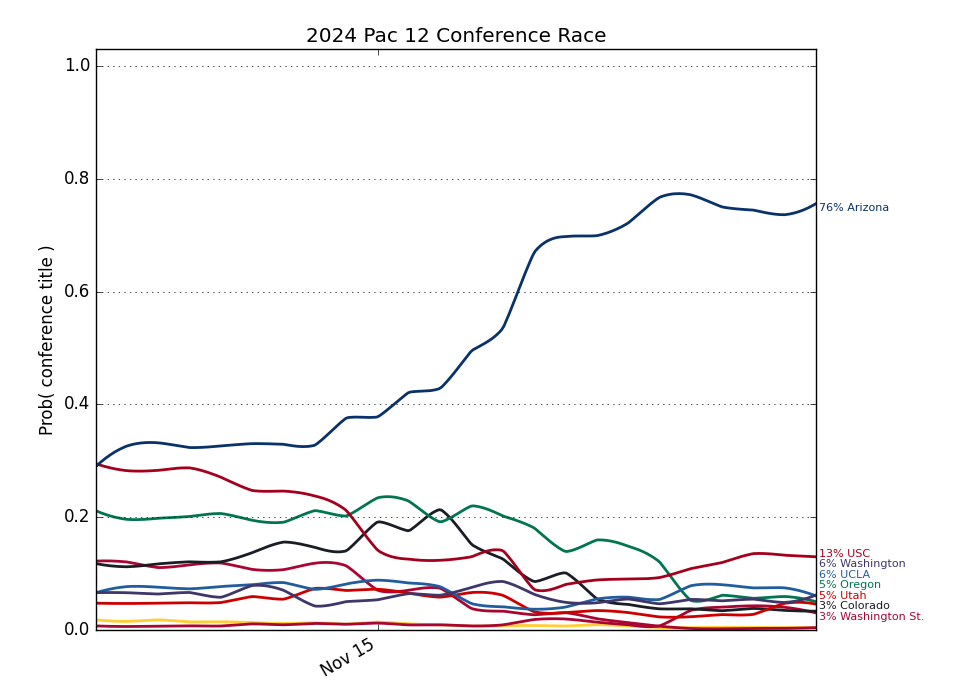 2024 Pac 12 Conference Race
Prob( conference title )
1.0
0.8
0.6
0.4
0.2
0.0
Nov 15
76% Arizona
13% USC
6% Washington
6% UCLA
5% Oregon
5% Utah
3% Colorado
3% Washington St.